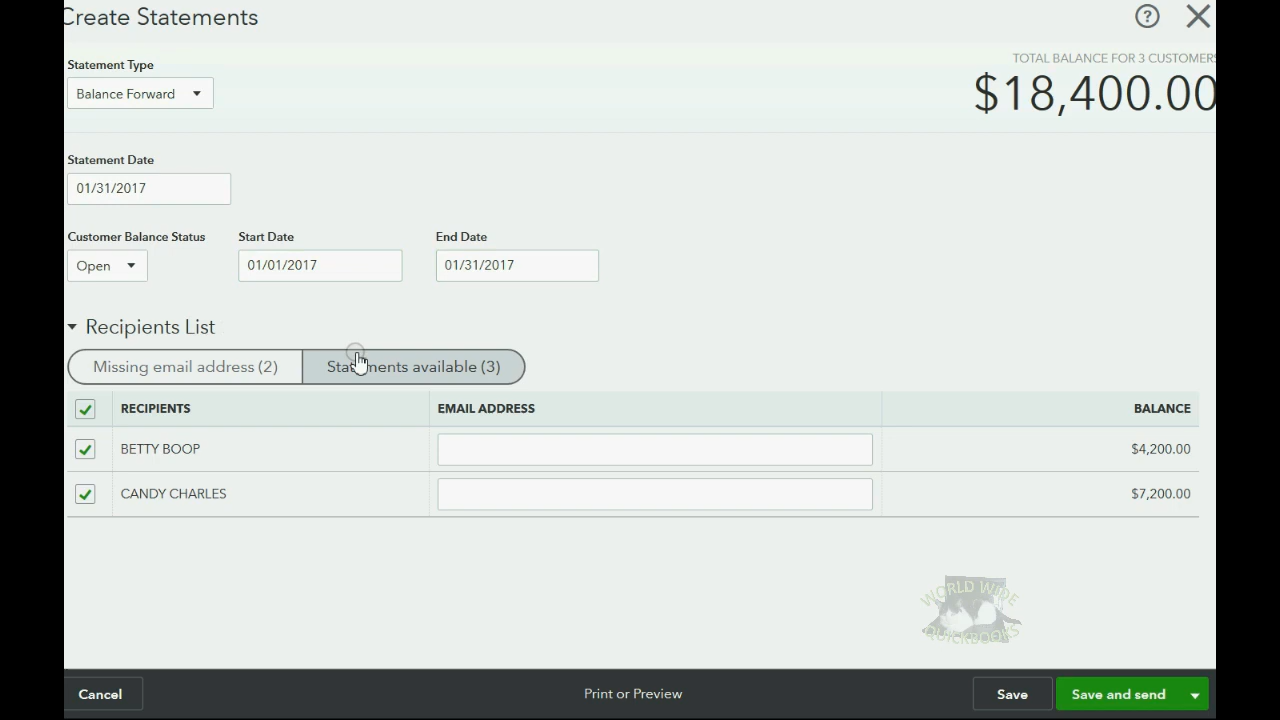 Create Statements
Statement Type
TOTAL BALANCE FOR 3 CUSTOMERS
Balance Forward
$18,400.00
Statement Date
01/31/2017
Customer Balance Status Start Date End Date
Open 01/01/2017 01/31/2017
Recipients List
Missing email address (2) Statements available (3)
RECIPIENTS EMAIL ADDRESS BALANCE
BETTY BOOP $4,200.00
CANDY CHARLES $7,200.00
WORLD WIDE
QUICKBOOKS
Cancel Print or Preview Save Save and send